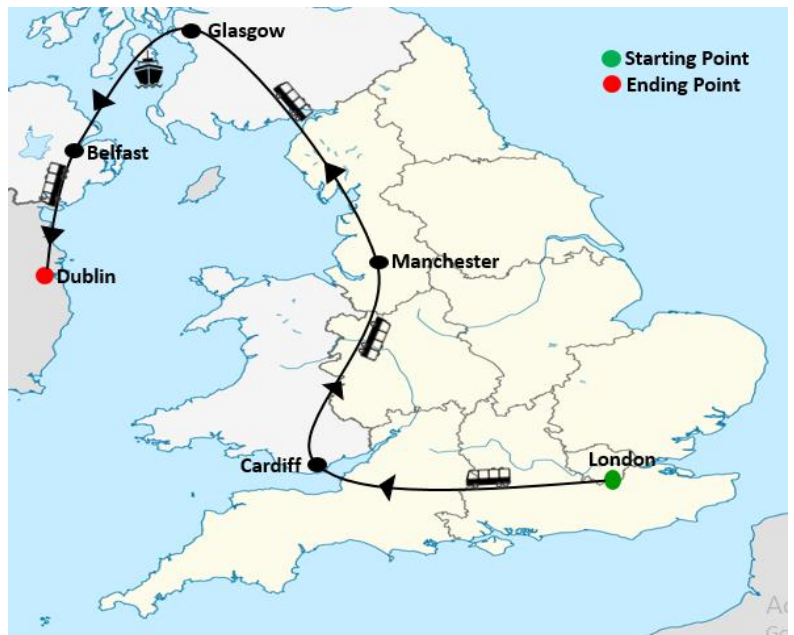 Glasgow
Starting Point
Ending Point
Belfast
Manchester
Dublin
London
Cardiff